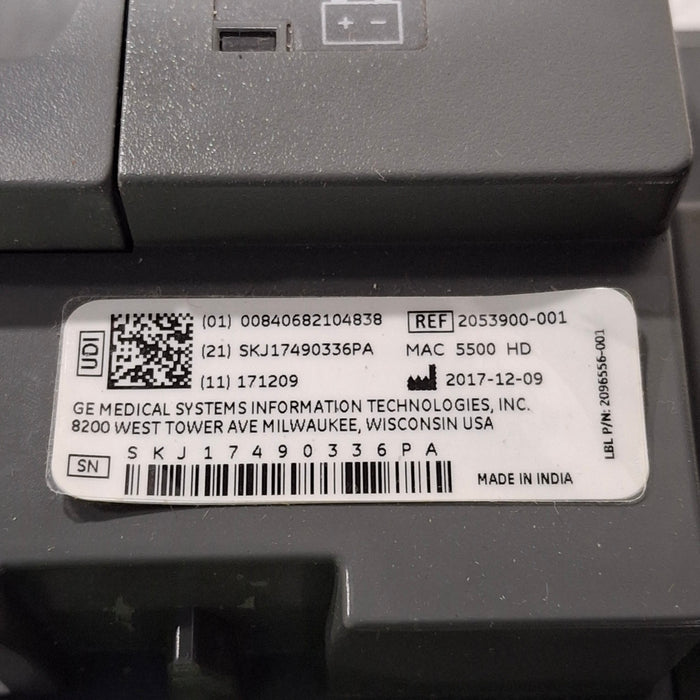 UDI
(01) 00840682104838
REF 2053900-001
(21) SKJ17490336PA
MAC 5500 HD
(11) 171209
2017-12-09
GE MEDICAL SYSTEMS INFORMATION TECHNOLOGIES, INC.
8200 WEST TOWER AVE MILWAUKEE, WISCONSIN USA
SN
SKJ17490336PA
MADE IN INDIA
LBL P/N: 2096556-001